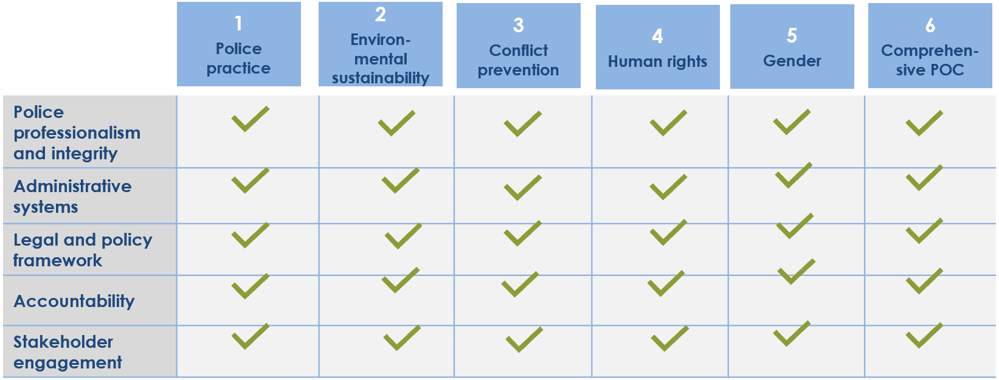 1
Police
practice
2
Environ-
mental
sustainability
3
Conflict
prevention
4
Human rights
5
Gender
6
Comprehen-
sive POC
Police
professionalism
and integrity
Administrative
systems
Legal and policy
framework
Accountability
Stakeholder
engagement